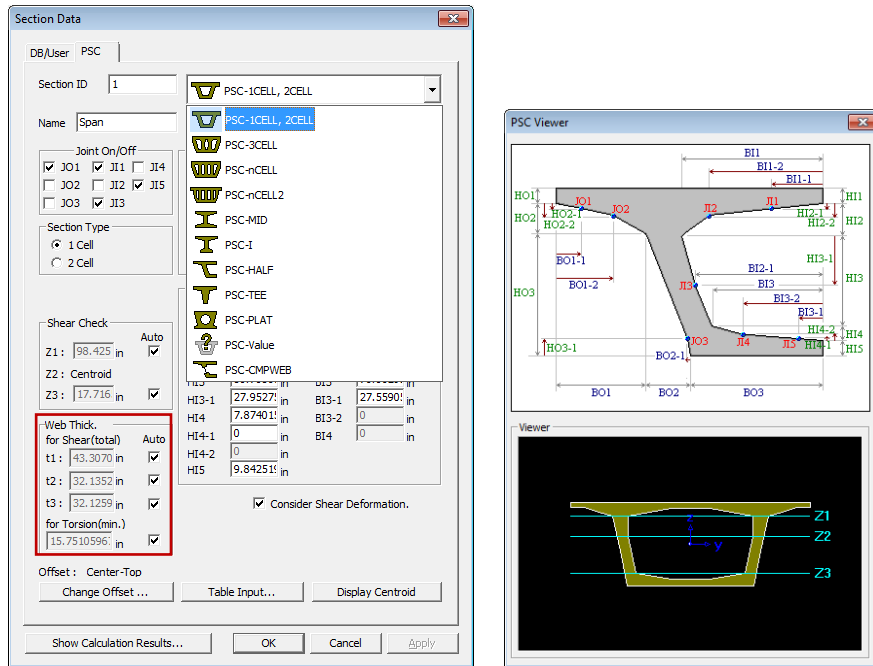 Section Data
DB/User PSC
Section ID 1 PSC-1CELL, 2CELL
PSC-1CELL, 2CELL
Name Span
PSC-3CELL
Joint On/Off
JO1 JI1 JI4
PSC-nCELL
JO2 JI2 JI5
PSC-nCELL2
JO3 JI3
PSC-MID
Section Type
1 Cell
PSC-I
2 Cell
PSC-HALF
PSC-TEE
PSC-PLAT
PSC-Value
PSC-CMPWEB
Shear Check
Auto
Z1 : 98.425 in
Z2 : Centroid
Z3 : 17.716 in
HI3-1 27.95275 in BI3-1 27.55905 in
HI4 7.874015 in BI3-2 0 in
HI4-1 0 in BI4 0 in
HI4-2 0 in
HI5 9.842519 in
Web Thick.
for Shear(total) Auto
t1 : 43.3070 in
t2 : 32.1352 in
t3 : 32.1259 in
for Torsion(min.)
15.75105967 in
Consider Shear Deformation.
Offset : Center-Top
Change Offset ... Table Input... Display Centroid
Show Calculation Results... OK Cancel Apply
PSC Viewer
BI1
BI1-2
BI1-1
HO1 JO1 JI1 HI1
HO2 HO2-1 JO2 JI2 HI2-1 HI2
HO2-2 HI2-2
BO1-1 HI3-1
BI2-1
BO1-2 JI3 BI3 HI3
HO3 BI3-2
BI3-1
HI4-2 HI4
HO3-1 JO3 JI4 JI5 HI4-1 HI5
BO2-1
BO1 BO2 BO3
Viewer
z
Z1
y
Z2
Z3